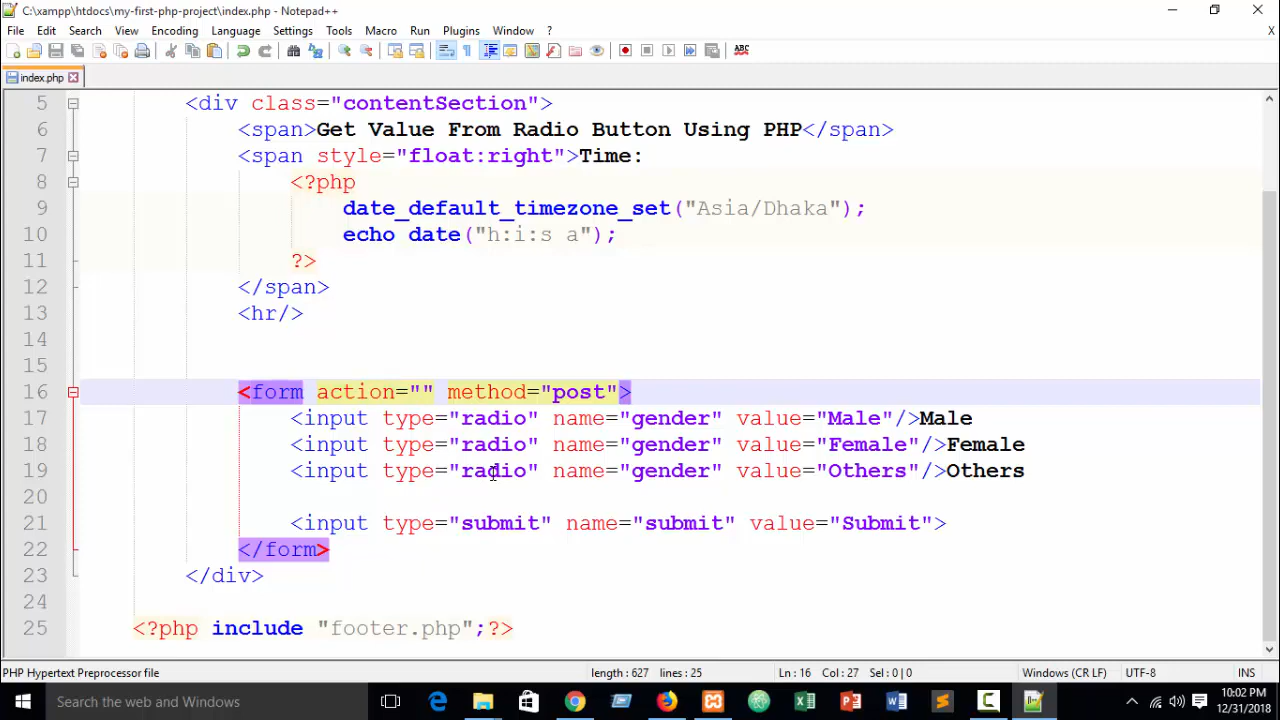 C:\xampp\htdocs\my-first-php-project\index.php - Notepad++
File Edit Search View Encoding Language Settings Tools Macro Run Plugins Window ? X
ABC
index.php
5 <div class="contentSection">
6 <span>Get Value From Radio Button Using PHP</span>
7 <span style="float:right">Time:
8 <?php
9 date_default_timezone_set("Asia/Dhaka");
10 echo date("h:i:s a");
11 ?>
12 </span>
13 <hr/>
14
15
16 <form action="" method="post">
17 <input type="radio" name="gender" value="Male"/>Male
18 <input type="radio" name="gender" value="Female"/>Female
19 <input type="radio" name="gender" value="Others"/>Others
20
21 <input type="submit" name="submit" value="Submit">
22 </form>
23 </div>
24
25 <?php include "footer.php";?>
PHP Hypertext Preprocessor file length : 627 lines : 25 Ln : 16 Col : 27 Sel : 0 | 0 Windows (CR LF) UTF-8 INS
Search the web and Windows 10:02 PM
12/31/2018